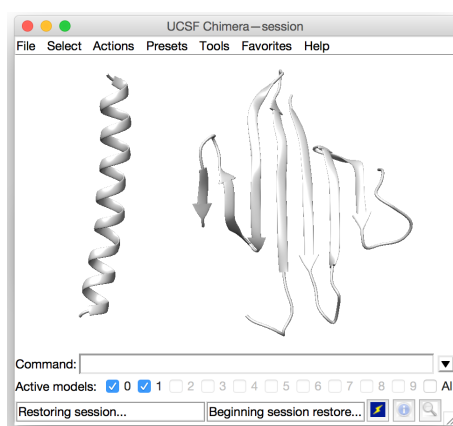 UCSF Chimera—session
File Select Actions Presets Tools Favorites Help
Command:
Active models: 0 1 2 3 4 5 6 7 8 9 Al
Restoring session... Beginning session restore...